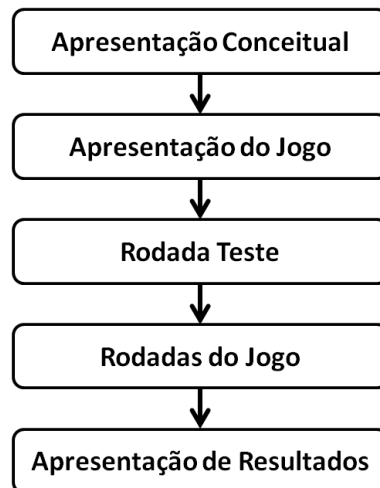 Apresentação Conceitual
Apresentação do Jogo
Rodada Teste
Rodadas do Jogo
Apresentação de Resultados